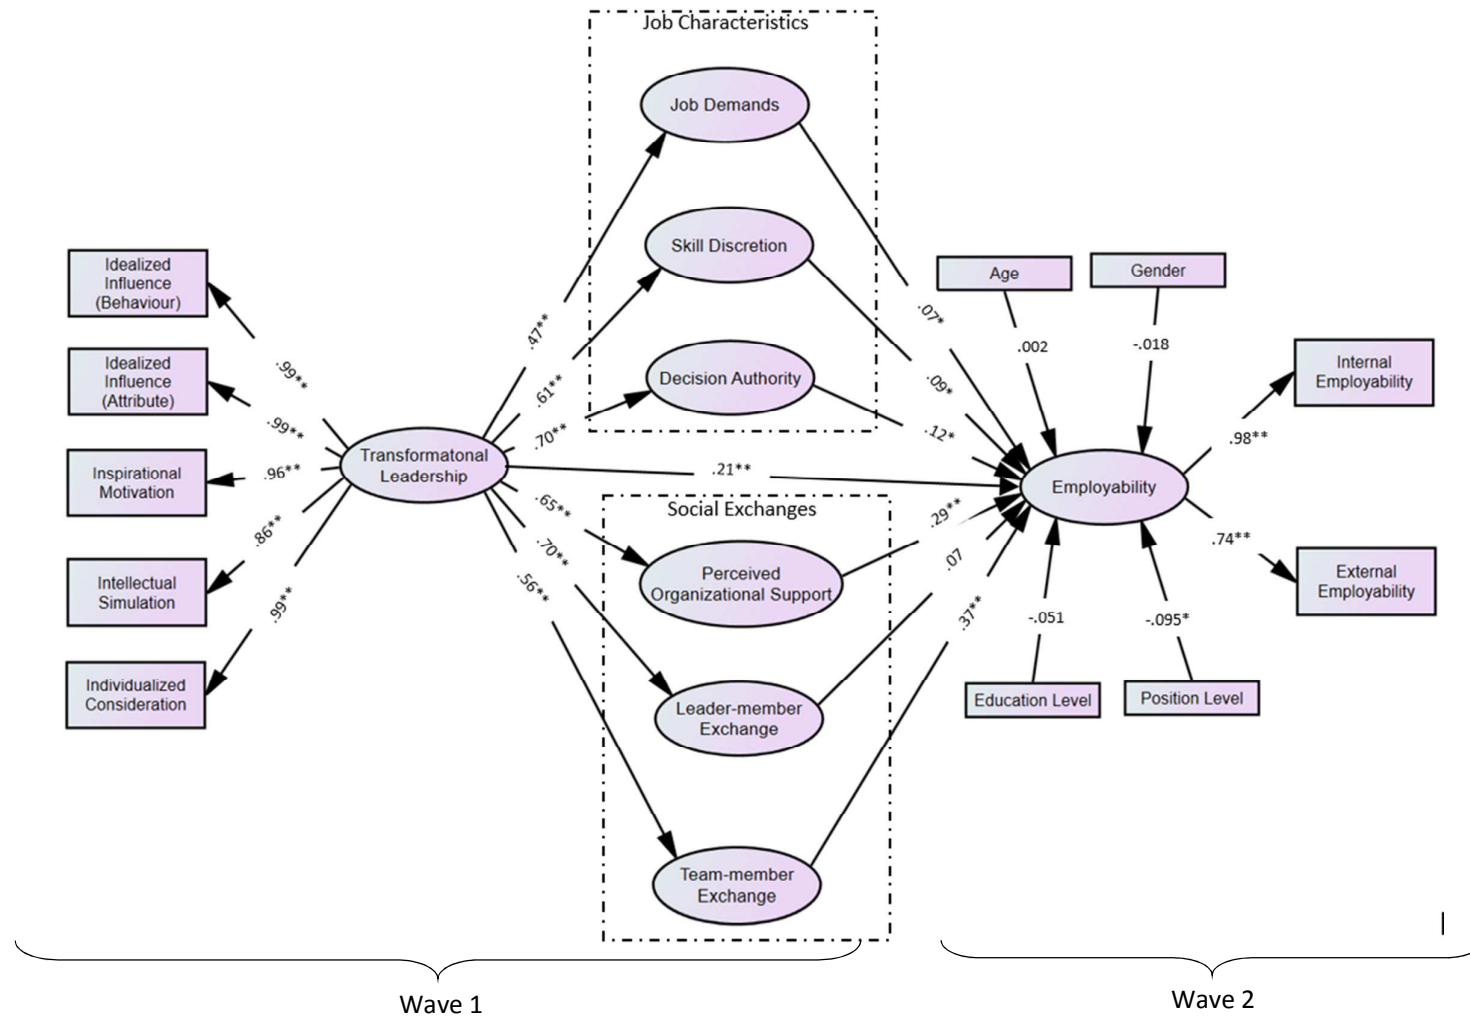 Job Characteristics
Job Demands
Skill Discretion
Decision Authority
Idealized
Influence
(Behaviour)
Idealized
Influence
(Attribute)
Inspirational
Motivation
Intellectual
Simulation
Individualized
Consideration
.99**
.99**
.96**
.86**
.99**
Transformatonal
Leadership
.47**
.61**
.70**
.21**
.65**
.70**
.56**
Social Exchanges
Perceived
Organizational Support
Leader-member
Exchange
Team-member
Exchange
.07*
.09*
.12*
.29**
.07
.37**
Age
Gender
.002
-.018
Employability
-.051
-.095*
Education Level
Position Level
.98**
.74**
Internal
Employability
External
Employability
Wave 1
Wave 2